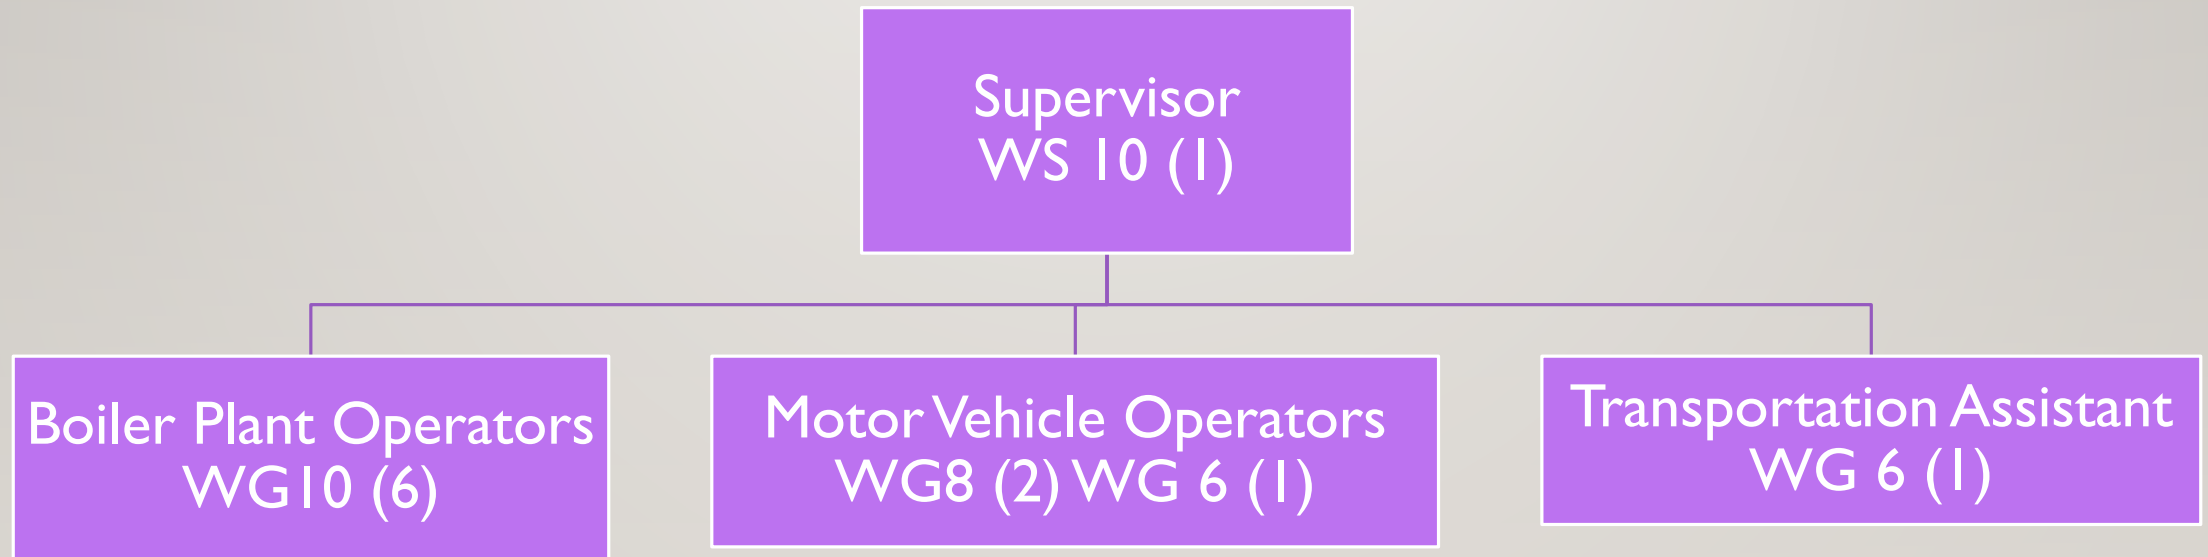 Supervisor
WS 10 (1)
Boiler Plant Operators
WG10 (6)
Motor Vehicle Operators
WG8 (2) WG 6 (1)
Transportation Assistant
WG 6 (1)